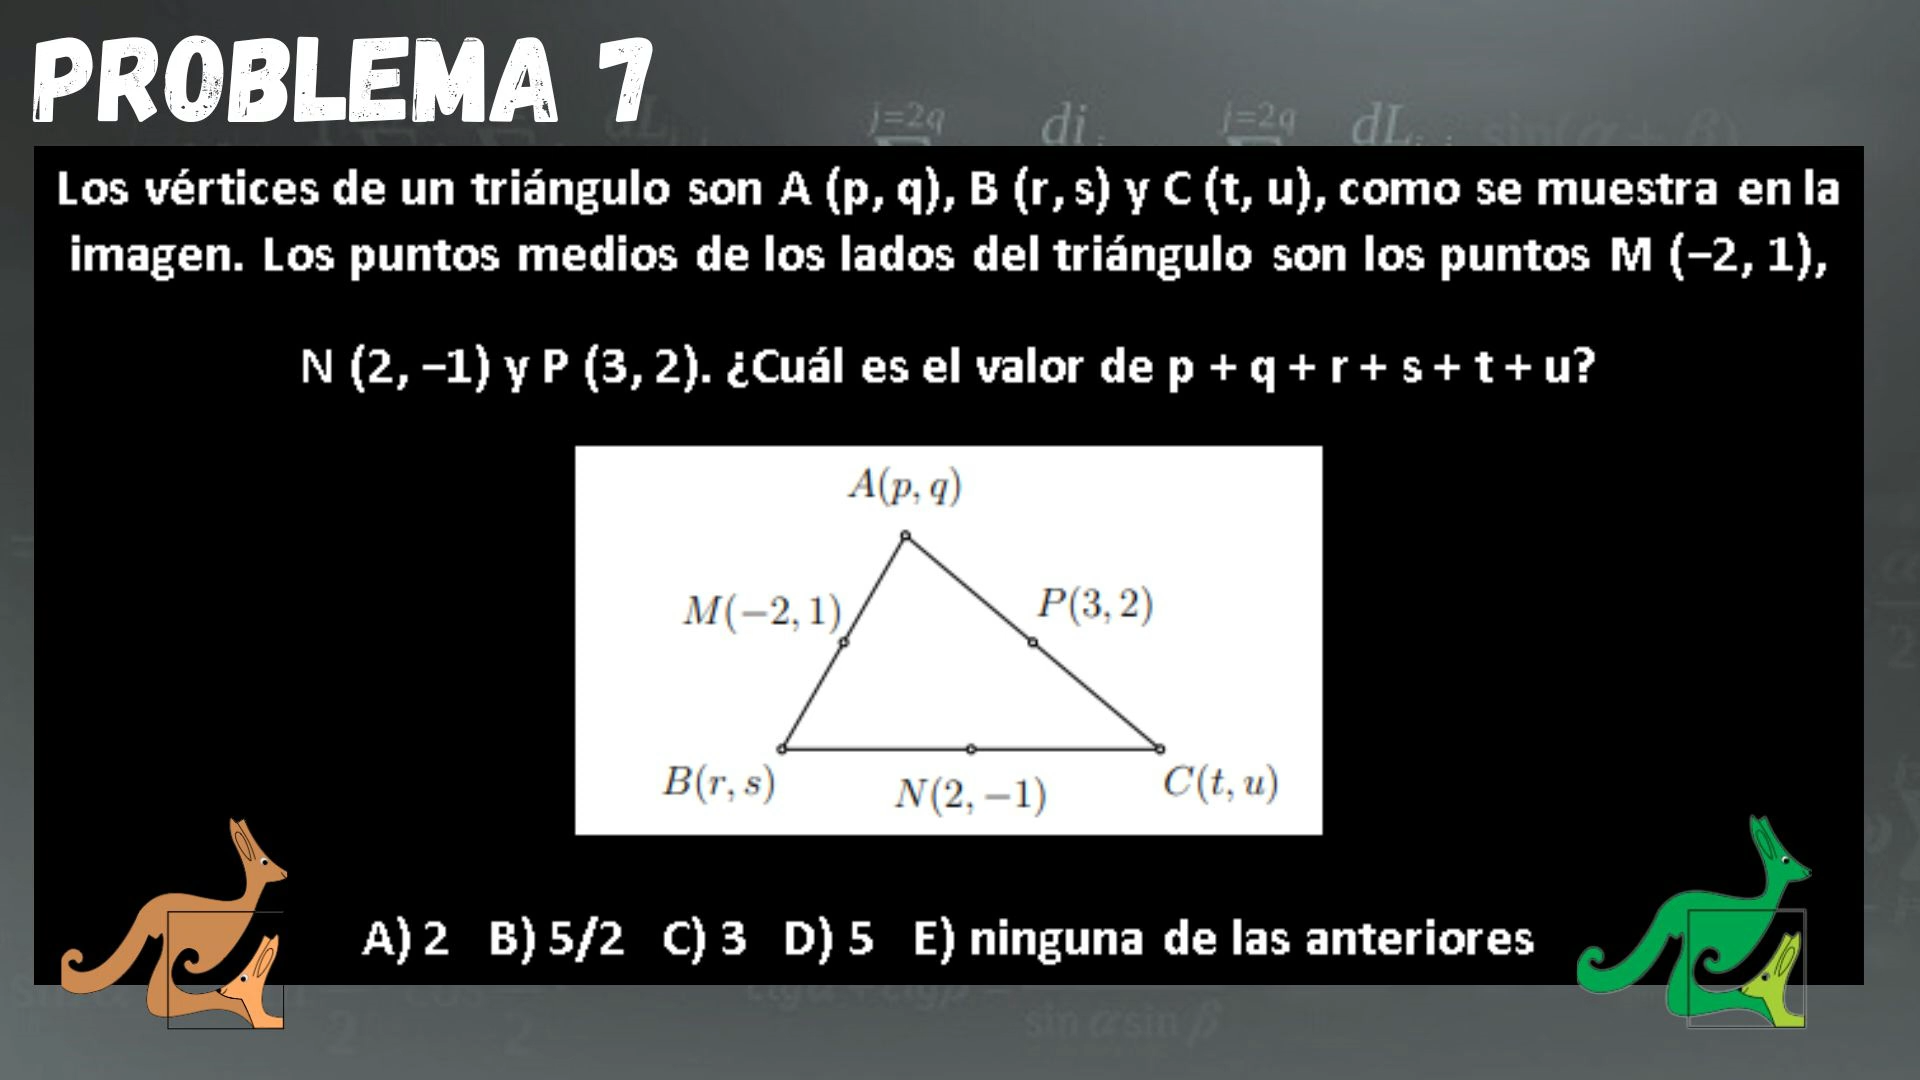 PROBLEMA 7
Los vértices de un triángulo son A (p, q), B (r, s) y C (t, u), como se muestra en la
imagen. Los puntos medios de los lados del triángulo son los puntos M (–2, 1),
N (2, –1) y P (3, 2). ¿Cuál es el valor de p + q + r + s + t + u?
A(p, q)
M(−2, 1)
P(3, 2)
B(r, s)
N(2, −1)
C(t, u)
A) 2 B) 5/2 C) 3 D) 5 E) ninguna de las anteriores